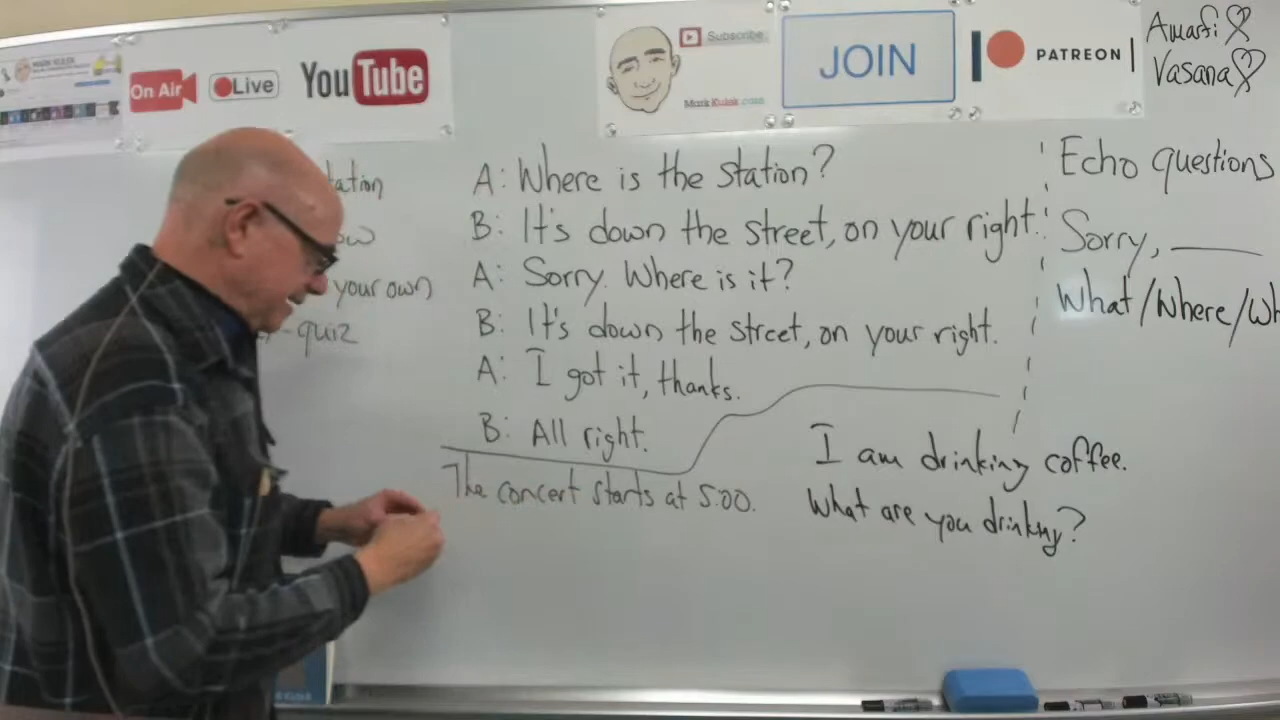 MARK KULEK
On Air
Live
YouTube
Subscribe
Mark Kulek.com
JOIN
PATREON
Amarfi
Vasana
your own
-quiz
A: Where is the station?
B: It's down the street, on your right.
A: Sorry. Where is it?
B: It's down the street, on your right.
A: I got it, thanks.
B: All right.
The concert starts at 5:00.
I am drinking coffee.
What are you drinking?
Echo questions
Sorry, ______
What/Where/Wh